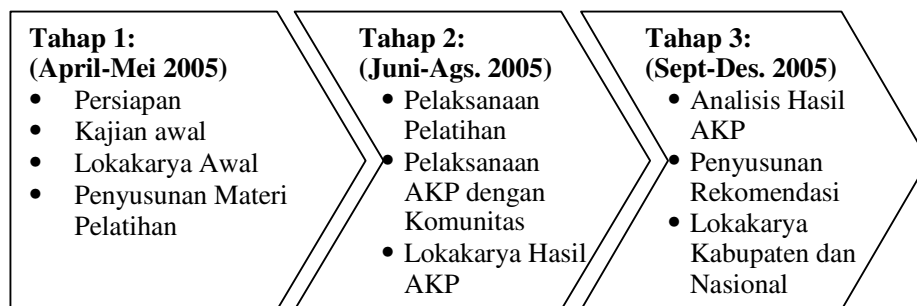 Tahap 1:
(April-Mei 2005)
• Persiapan
• Kajian awal
• Lokakarya Awal
• Penyusunan Materi
Pelatihan
Tahap 2:
(Juni-Ags. 2005)
• Pelaksanaan
Pelatihan
• Pelaksanaan
AKP dengan
Komunitas
• Lokakarya Hasil
AKP
Tahap 3:
(Sept-Des. 2005)
• Analisis Hasil
AKP
• Penyusunan
Rekomendasi
• Lokakarya
Kabupaten dan
Nasional